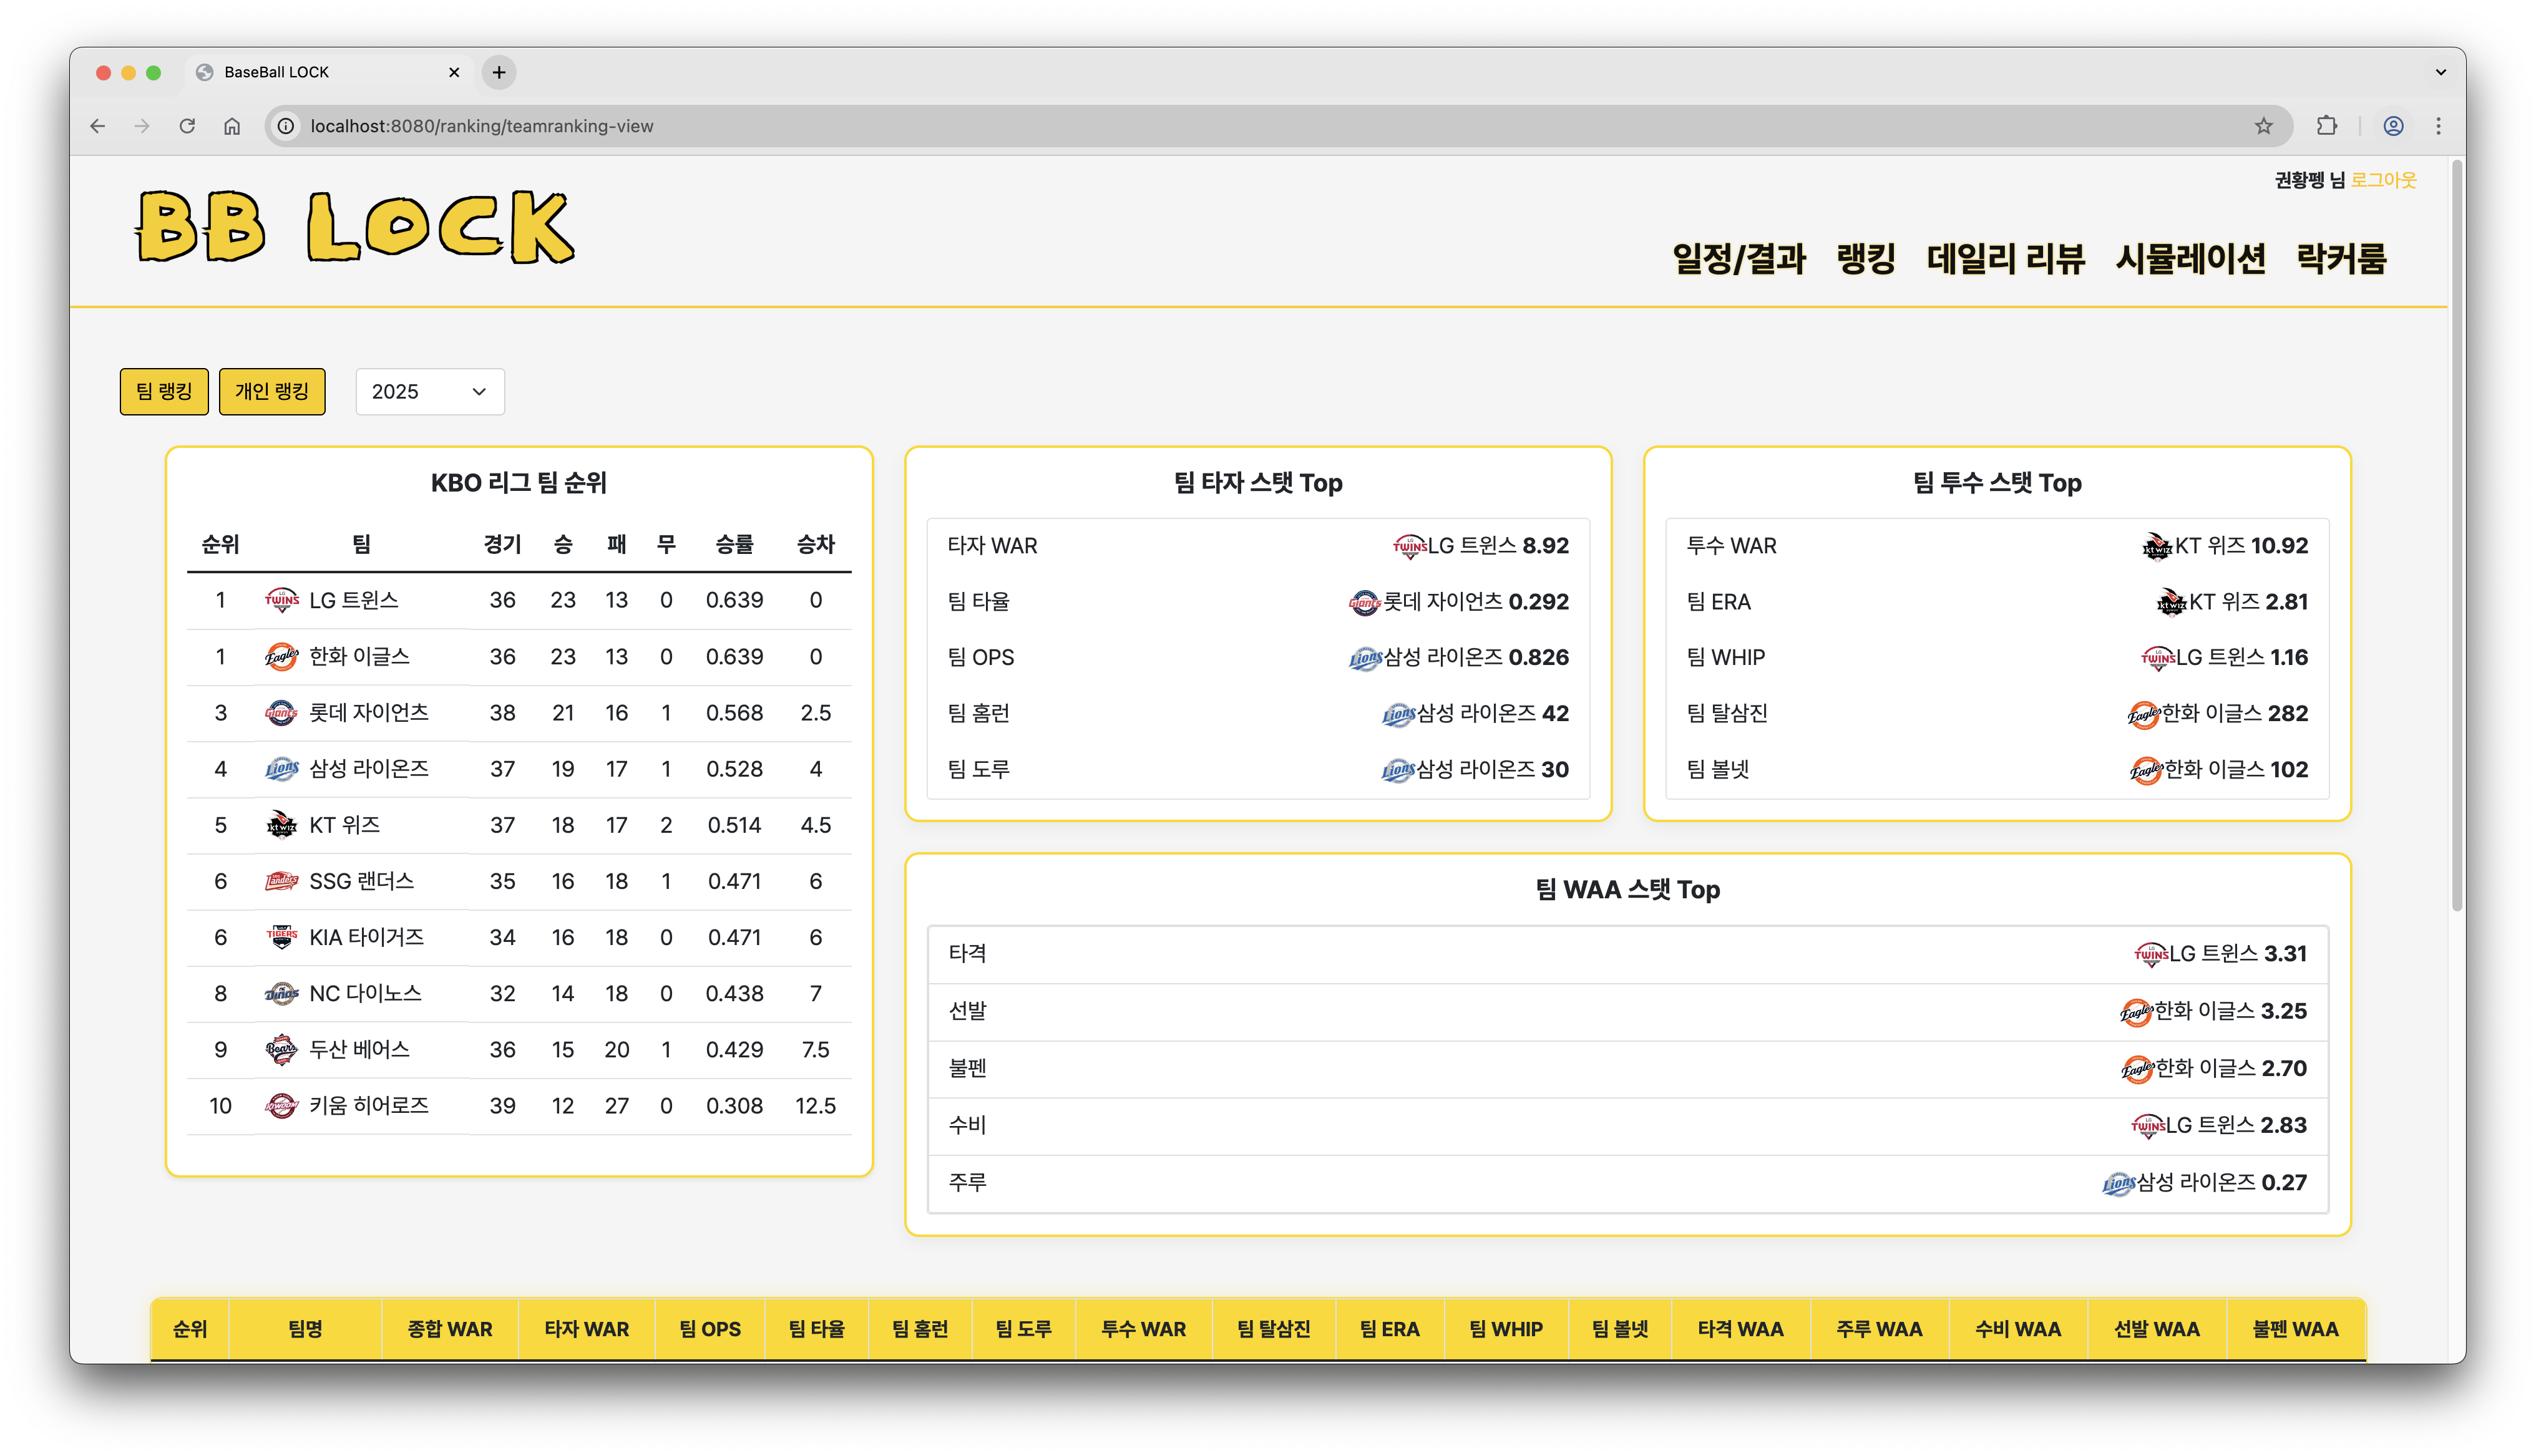 BaseBall LOCK
localhost:8080/ranking/teamranking-view
권황펭 님 로그아웃
BB LOCK
일정/결과 랭킹 데일리 리뷰 시뮬레이션 락커룸
팀 랭킹 개인 랭킹 2025
KBO 리그 팀 순위
순위 팀 경기 승 패 무 승률 승차
1 LG 트윈스 36 23 13 0 0.639 0
1 한화 이글스 36 23 13 0 0.639 0
3 롯데 자이언츠 38 21 16 1 0.568 2.5
4 삼성 라이온즈 37 19 17 1 0.528 4
5 KT 위즈 37 18 17 2 0.514 4.5
6 SSG 랜더스 35 16 18 1 0.471 6
6 KIA 타이거즈 34 16 18 0 0.471 6
8 NC 다이노스 32 14 18 0 0.438 7
9 두산 베어스 36 15 20 1 0.429 7.5
10 키움 히어로즈 39 12 27 0 0.308 12.5
팀 타자 스탯 Top
타자 WAR LG 트윈스 8.92
팀 타율 롯데 자이언츠 0.292
팀 OPS 삼성 라이온즈 0.826
팀 홈런 삼성 라이온즈 42
팀 도루 삼성 라이온즈 30
팀 투수 스탯 Top
투수 WAR KT 위즈 10.92
팀 ERA KT 위즈 2.81
팀 WHIP LG 트윈스 1.16
팀 탈삼진 한화 이글스 282
팀 볼넷 한화 이글스 102
팀 WAA 스탯 Top
타격 LG 트윈스 3.31
선발 한화 이글스 3.25
불펜 한화 이글스 2.70
수비 LG 트윈스 2.83
주루 삼성 라이온즈 0.27
순위 팀명 종합 WAR 타자 WAR 팀 OPS 팀 타율 팀 홈런 팀 도루 투수 WAR 팀 탈삼진 팀 ERA 팀 WHIP 팀 볼넷 타격 WAA 주루 WAA 수비 WAA 선발 WAA 불펜 WAA